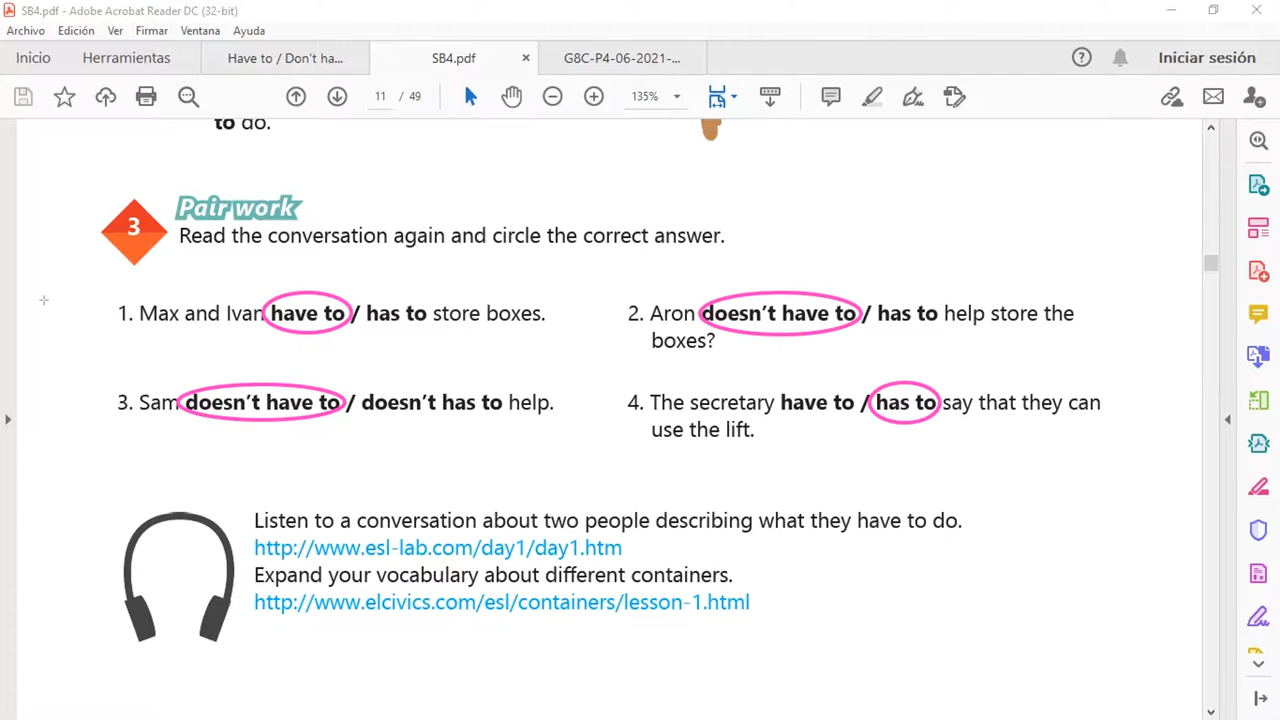 SB4.pdf - Adobe Acrobat Reader DC (32-bit)
Archivo Edición Ver Firmar Ventana Ayuda
Inicio Herramientas Have to / Don't ha... SB4.pdf × G8C-P4-06-2021-... Iniciar sesión
11 / 49 135%
to do.
3
Pair work
Read the conversation again and circle the correct answer.
1. Max and Ivan have to / has to store boxes.
2. Aron doesn't have to / has to help store the
boxes?
3. Sam doesn't have to / doesn't has to help.
4. The secretary have to / has to say that they can
use the lift.
Listen to a conversation about two people describing what they have to do.
http://www.esl-lab.com/day1/day1.htm
Expand your vocabulary about different containers.
http://www.elcivics.com/esl/containers/lesson-1.html